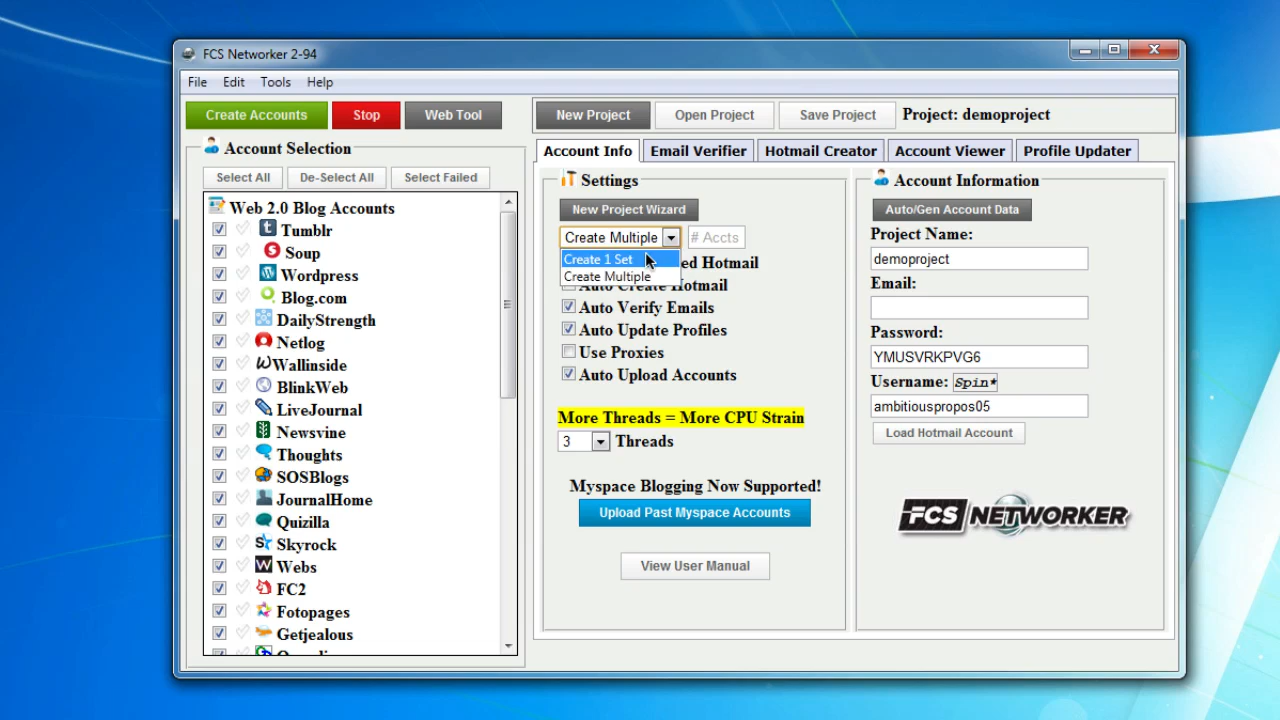 FCS Networker 2-94
File Edit Tools Help
Create Accounts Stop Web Tool
New Project Open Project Save Project Project: demoproject
Account Selection
Select All De-Select All Select Failed
Web 2.0 Blog Accounts
Tumblr
Soup
Wordpress
Blog.com
DailyStrength
Netlog
Wallinside
BlinkWeb
LiveJournal
Newsvine
Thoughts
SOSBlogs
JournalHome
Quizilla
Skyrock
Webs
FC2
Fotopages
Getjealous
Account Info Email Verifier Hotmail Creator Account Viewer Profile Updater
Settings
New Project Wizard
Create Multiple # Accts
Create 1 Set
Create Multiple
ed Hotmail
Auto Create Hotmail
Auto Verify Emails
Auto Update Profiles
Use Proxies
Auto Upload Accounts
More Threads = More CPU Strain
3 Threads
Myspace Blogging Now Supported!
Upload Past Myspace Accounts
View User Manual
Account Information
Auto/Gen Account Data
Project Name:
demoproject
Email:
Password:
YMUSVRKPVG6
Username: Spin*
ambitiouspropos05
Load Hotmail Account
FCS NETWORKER